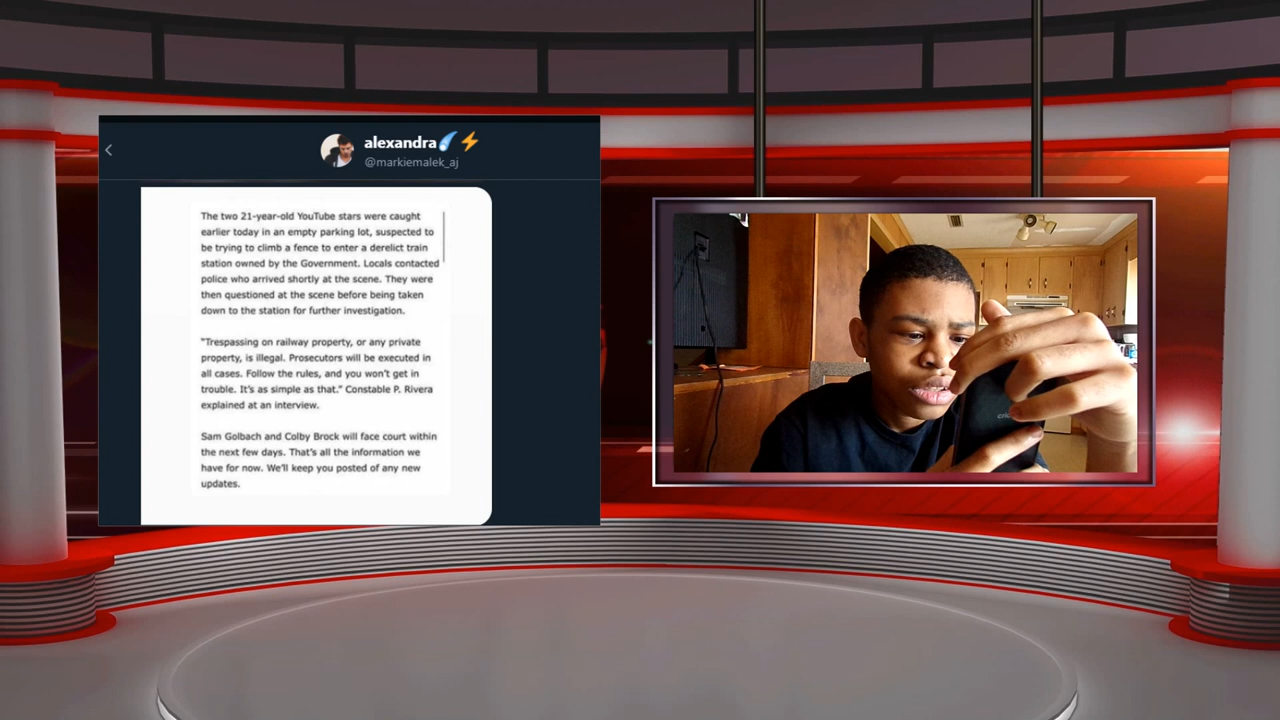 alexandra
@markiemalek_aj
The two 21-year-old YouTube stars were caught
earlier today in an empty parking lot, suspected to
be trying to climb a fence to enter a derelict train
station owned by the Government. Locals contacted
police who arrived shortly at the scene. They were
then questioned at the scene before being taken
down to the station for further investigation.
"Trespassing on railway property, or any private
property, is illegal. Prosecutors will be executed in
all cases. Follow the rules, and you won't get in
trouble. It's as simple as that." Constable P. Rivera
explained at an interview.
Sam Golbach and Colby Brock will face court within
the next few days. That's all the information we
have for now. We'll keep you posted of any new
updates.